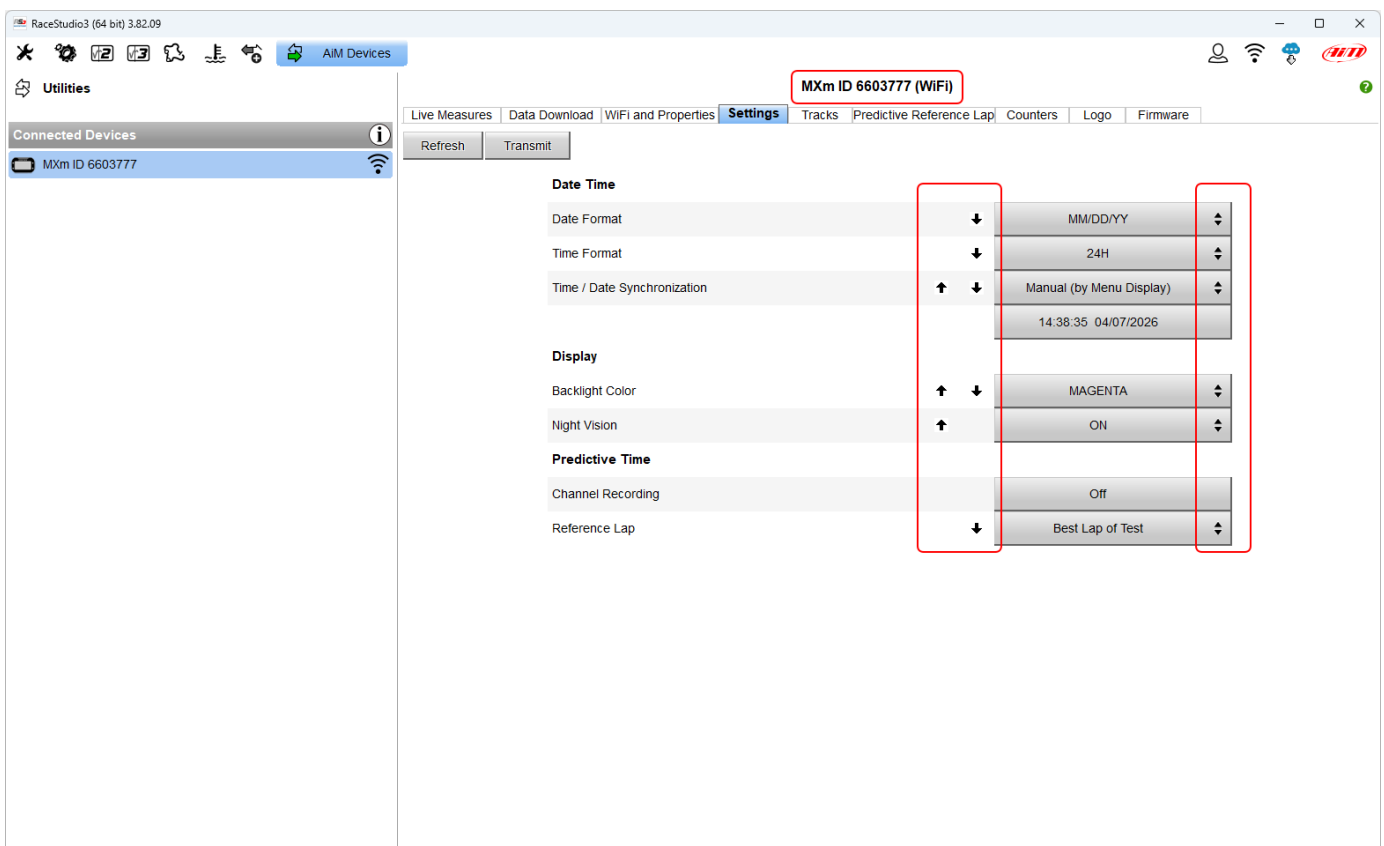 RaceStudio3 (64 bit) 3.82.09
AiM Devices
AiM
Utilities
MXm ID 6603777 (WiFi)
Live Measures Data Download WiFi and Properties Settings Tracks Predictive Reference Lap Counters Logo Firmware
Connected Devices
Refresh Transmit
MXm ID 6603777
Date Time
Date Format MM/DD/YY
Time Format 24H
Time / Date Synchronization Manual (by Menu Display)
14:38:35 04/07/2026
Display
Backlight Color MAGENTA
Night Vision ON
Predictive Time
Channel Recording Off
Reference Lap Best Lap of Test